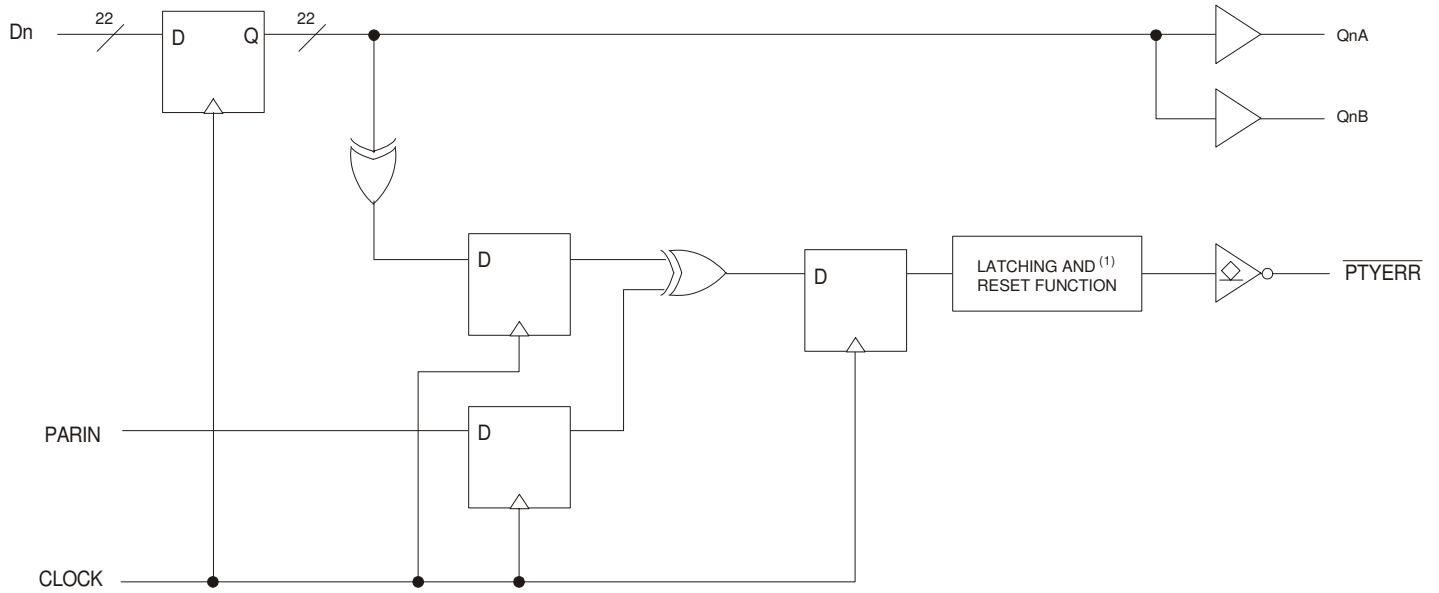 Dn
22
D Q
22
QnA
QnB
D
D
LATCHING AND (1)
RESET FUNCTION
PTYERR
PARIN
D
CLOCK